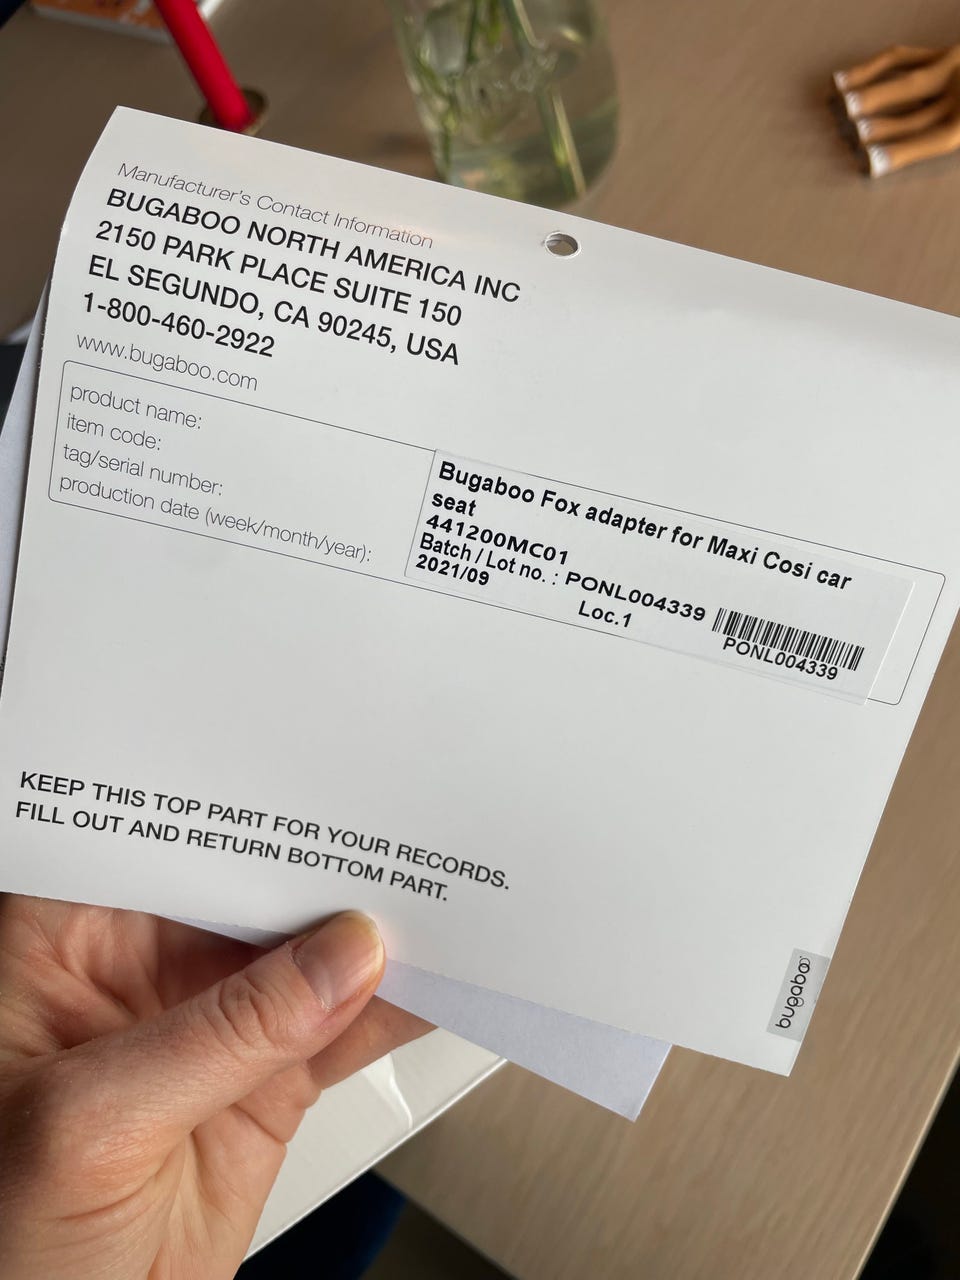 Manufacturer's Contact Information
BUGABOO NORTH AMERICA INC
2150 PARK PLACE SUITE 150
EL SEGUNDO, CA 90245, USA
1-800-460-2922
www.bugaboo.com
product name:
item code:
tag/serial number:
production date (week/month/year):
Bugaboo Fox adapter for Maxi Cosi car
seat
441200MC01
Batch / Lot no. : PONL004339
2021/09
Loc.1
PONL004339
KEEP THIS TOP PART FOR YOUR RECORDS.
FILL OUT AND RETURN BOTTOM PART.
bugaboo